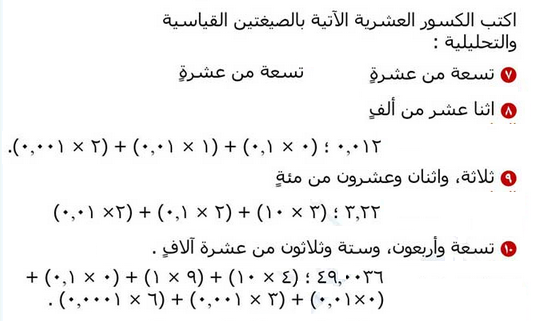 اكتب الكسور العشرية الآتية بالصيغتين القياسية
والتحليلية :
٧ تسعة من عشرةٍ تسعة من عشرةٍ
٨ اثنا عشر من ألفٍ
٠,٠١٢ ؛ (٠ × ٠,١) + (١ × ٠,٠١) + (٢ × ٠,٠٠١).
٩ ثلاثة، واثنان وعشرون من مئةٍ
٣,٢٢ ؛ (٣ × ١٠) + (٢ × ٠,١) + (٢× ٠,٠١)
١٠ تسعة وأربعون، وستة وثلاثون من عشرة آلافٍ .
٤٩,٠٠٣٦ ؛ (٤ × ١٠) + (٩ × ١) + (٠ × ٠,١) +
(٠×٠,٠١) + (٣ × ٠,٠٠١) + (٦ × ٠,٠٠٠١) .